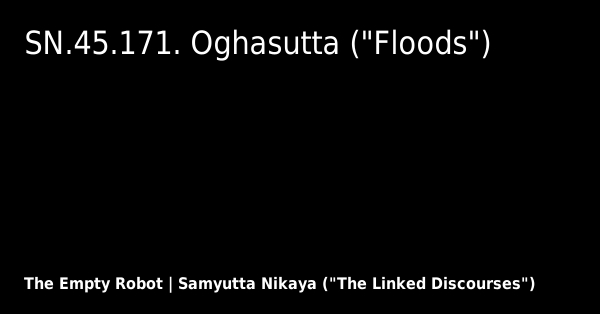 SN.45.171. Oghasutta ("Floods")
The Empty Robot | Samyutta Nikaya ("The Linked Discourses")